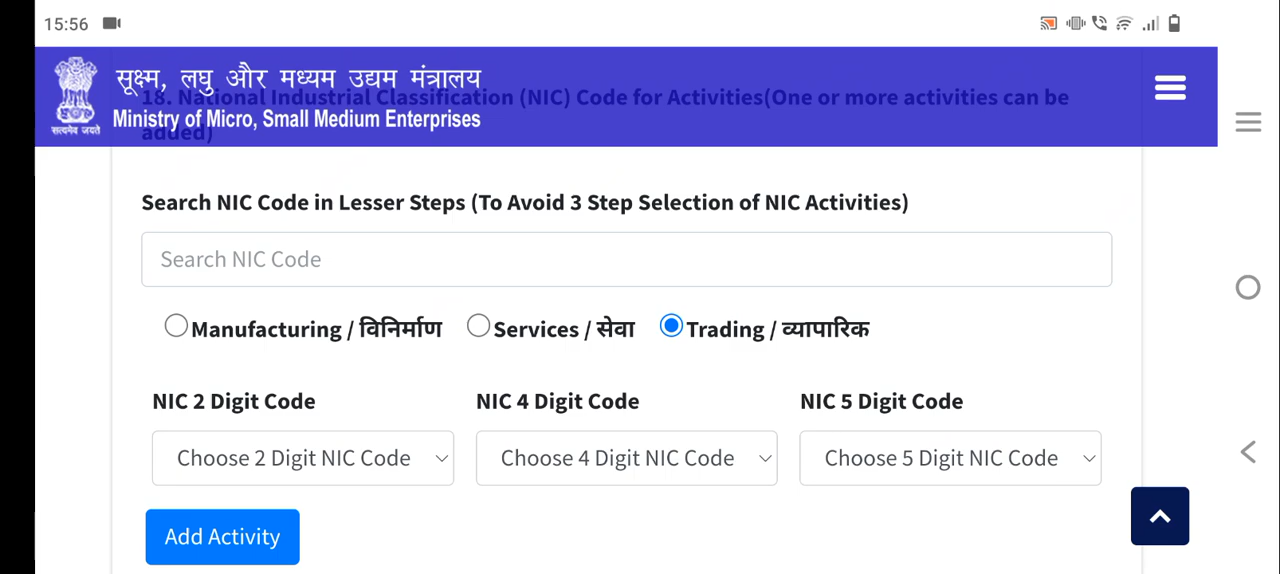 15:56
सूक्ष्म, लघु और मध्यम उद्यम मंत्रालय
18. National Industrial Classification (NIC) Code for Activities(One or more activities can be
Ministry of Micro, Small Medium Enterprises
added)
सत्यमेव जयते
Search NIC Code in Lesser Steps (To Avoid 3 Step Selection of NIC Activities)
Search NIC Code
Manufacturing / विनिर्माण Services / सेवा Trading / व्यापारिक
NIC 2 Digit Code NIC 4 Digit Code NIC 5 Digit Code
Choose 2 Digit NIC Code Choose 4 Digit NIC Code Choose 5 Digit NIC Code
Add Activity